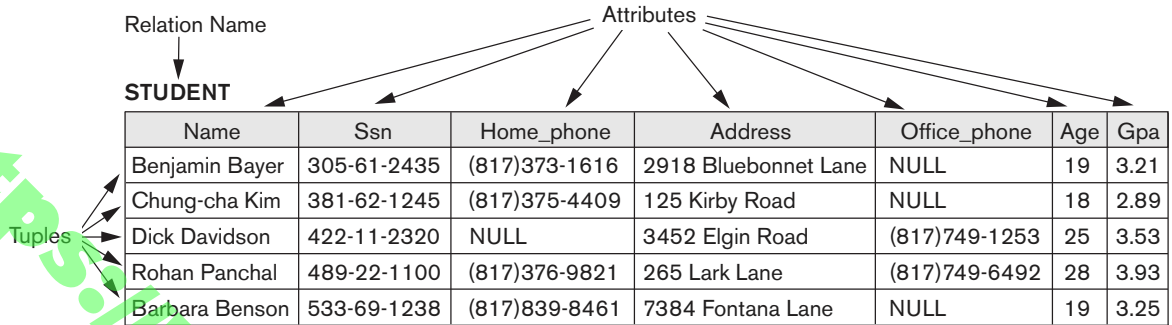 Relation Name
Attributes
STUDENT
Name Ssn Home_phone Address Office_phone Age Gpa
Benjamin Bayer 305-61-2435 (817)373-1616 2918 Bluebonnet Lane NULL 19 3.21
Chung-cha Kim 381-62-1245 (817)375-4409 125 Kirby Road NULL 18 2.89
Tuples
Dick Davidson 422-11-2320 NULL 3452 Elgin Road (817)749-1253 25 3.53
Rohan Panchal 489-22-1100 (817)376-9821 265 Lark Lane (817)749-6492 28 3.93
Barbara Benson 533-69-1238 (817)839-8461 7384 Fontana Lane NULL 19 3.25